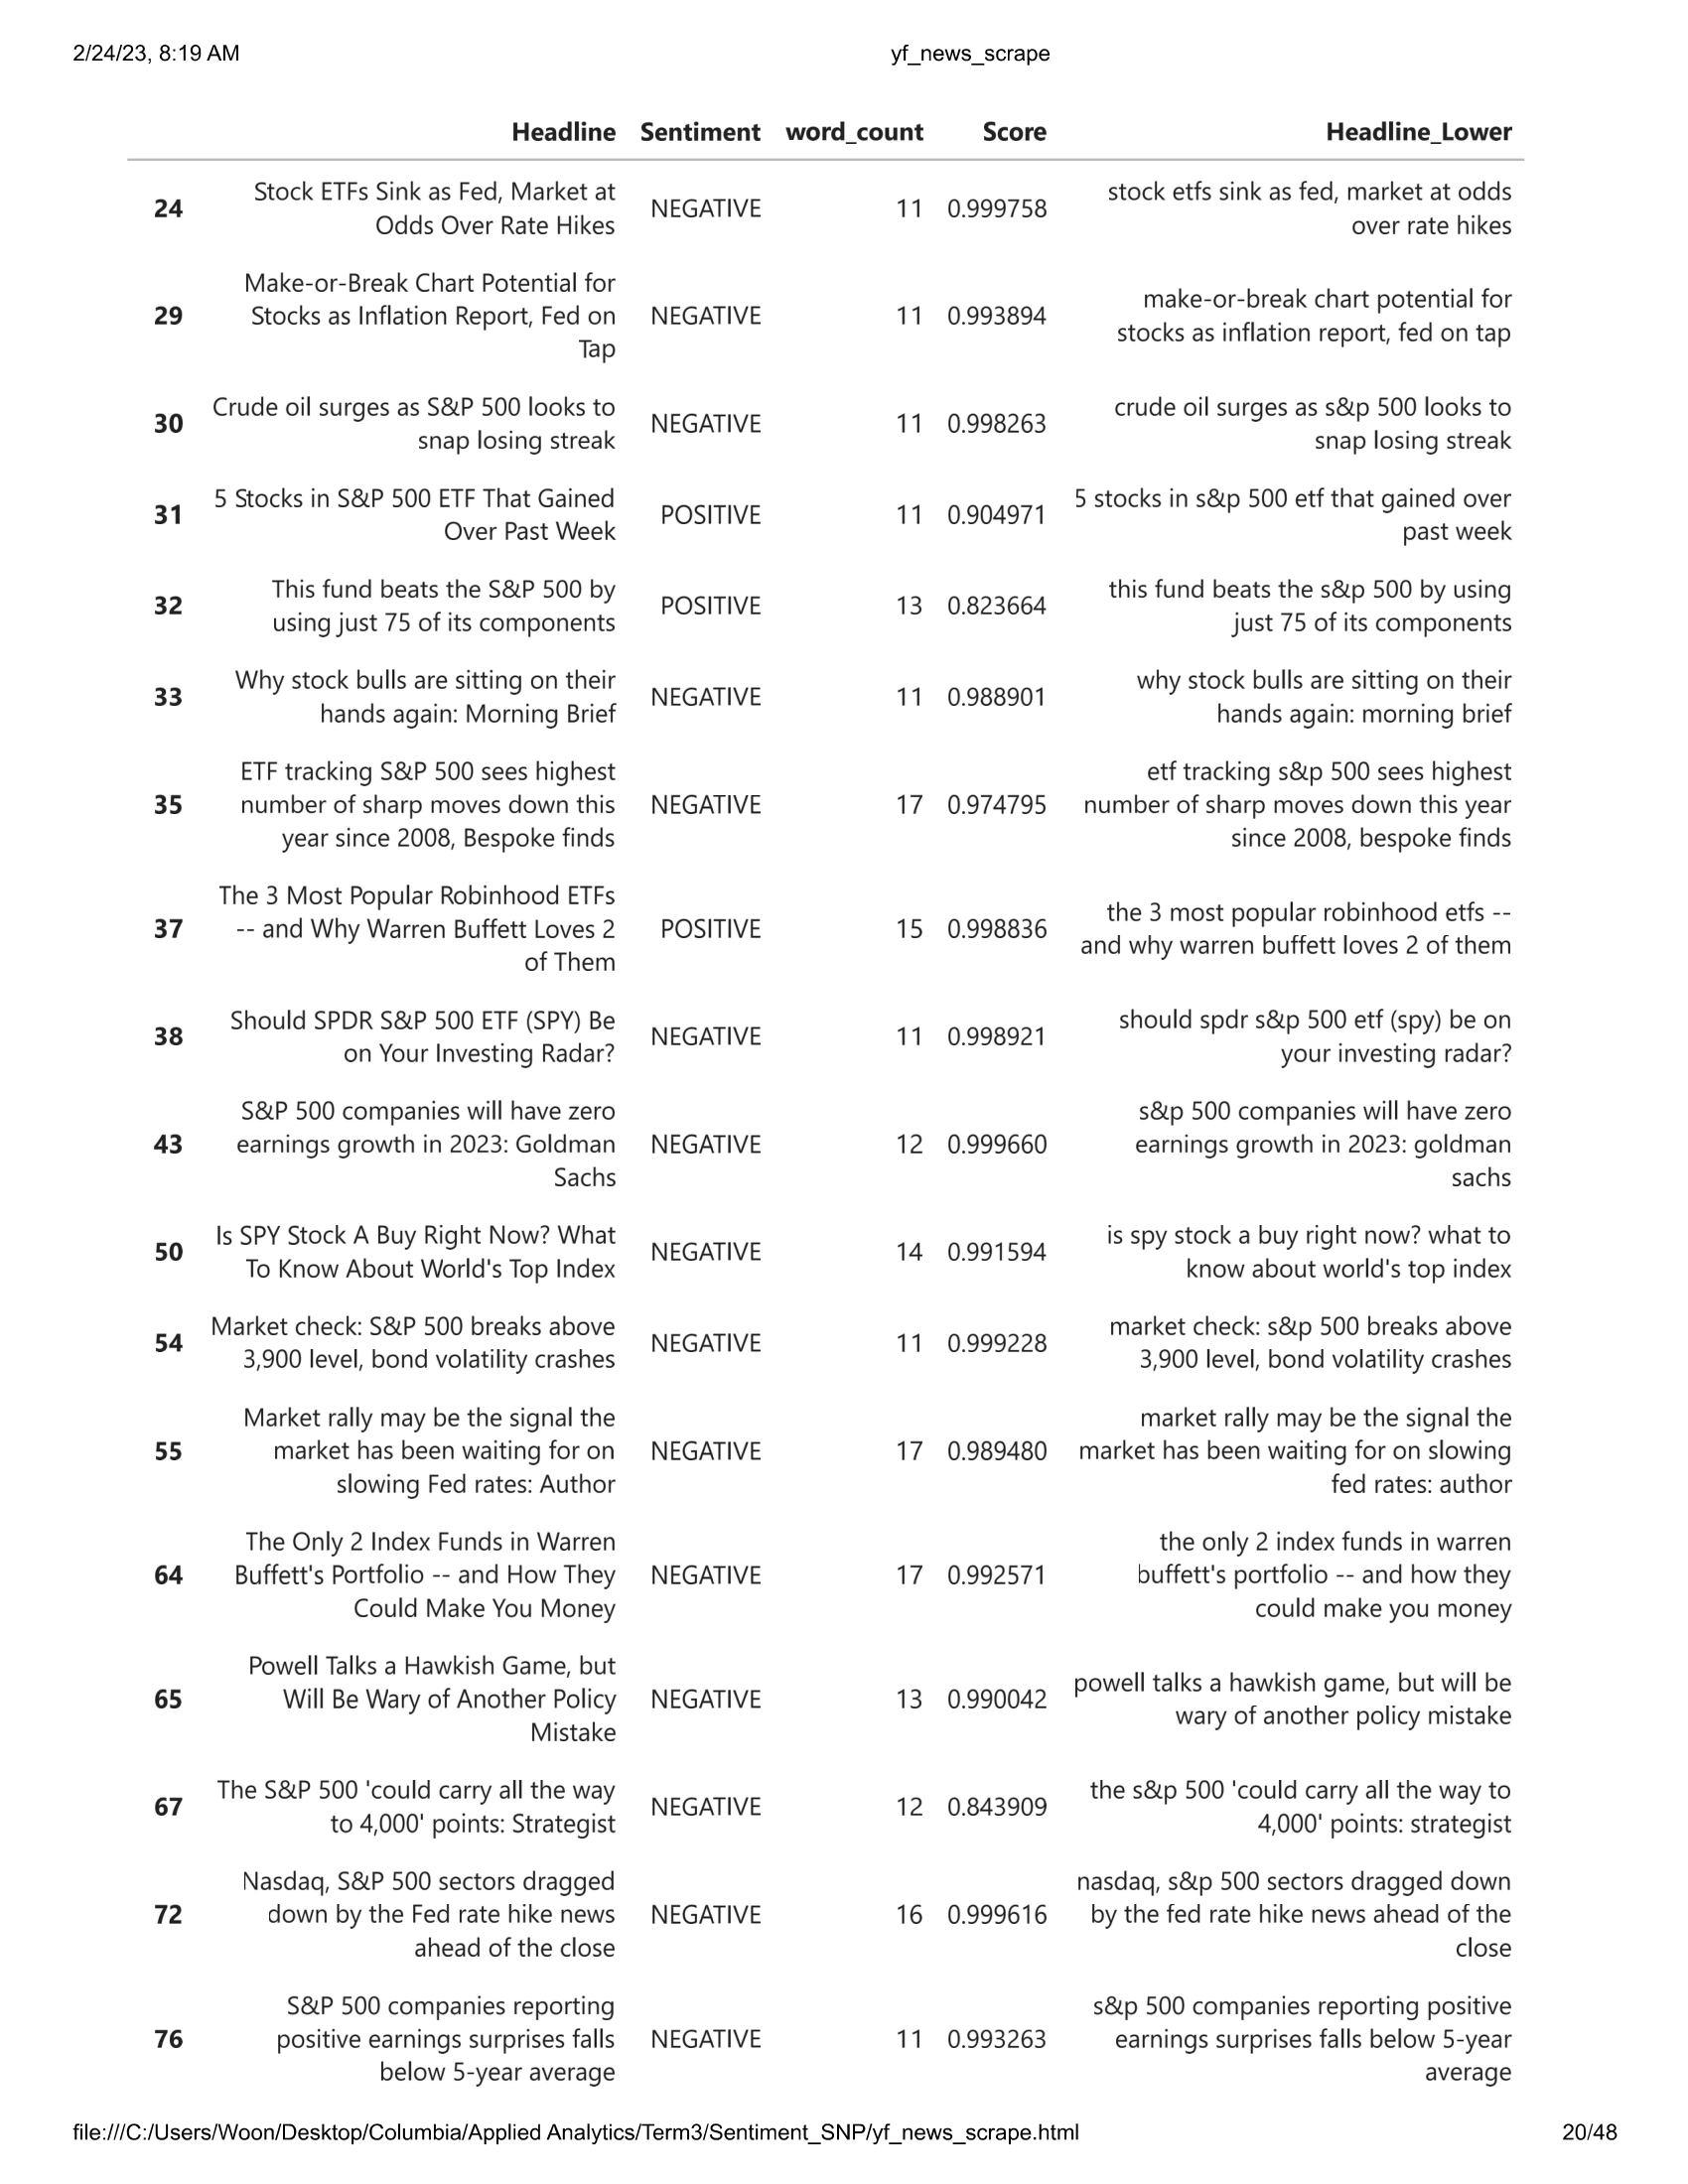 2/24/23, 8:19 AM yf_news_scrape
Headline Sentiment word_count Score Headline_Lower
24 Stock ETFs Sink as Fed, Market at Odds Over Rate Hikes NEGATIVE 11 0.999758 stock etfs sink as fed, market at odds over rate hikes
29 Make-or-Break Chart Potential for Stocks as Inflation Report, Fed on Tap NEGATIVE 11 0.993894 make-or-break chart potential for stocks as inflation report, fed on tap
30 Crude oil surges as S&P 500 looks to snap losing streak NEGATIVE 11 0.998263 crude oil surges as s&p 500 looks to snap losing streak
31 5 Stocks in S&P 500 ETF That Gained Over Past Week POSITIVE 11 0.904971 5 stocks in s&p 500 etf that gained over past week
32 This fund beats the S&P 500 by using just 75 of its components POSITIVE 13 0.823664 this fund beats the s&p 500 by using just 75 of its components
33 Why stock bulls are sitting on their hands again: Morning Brief NEGATIVE 11 0.988901 why stock bulls are sitting on their hands again: morning brief
35 ETF tracking S&P 500 sees highest number of sharp moves down this year since 2008, Bespoke finds NEGATIVE 17 0.974795 etf tracking s&p 500 sees highest number of sharp moves down this year since 2008, bespoke finds
37 The 3 Most Popular Robinhood ETFs -- and Why Warren Buffett Loves 2 of Them POSITIVE 15 0.998836 the 3 most popular robinhood etfs -- and why warren buffett loves 2 of them
38 Should SPDR S&P 500 ETF (SPY) Be on Your Investing Radar? NEGATIVE 11 0.998921 should spdr s&p 500 etf (spy) be on your investing radar?
43 S&P 500 companies will have zero earnings growth in 2023: Goldman Sachs NEGATIVE 12 0.999660 s&p 500 companies will have zero earnings growth in 2023: goldman sachs
50 Is SPY Stock A Buy Right Now? What To Know About World's Top Index NEGATIVE 14 0.991594 is spy stock a buy right now? what to know about world's top index
54 Market check: S&P 500 breaks above 3,900 level, bond volatility crashes NEGATIVE 11 0.999228 market check: s&p 500 breaks above 3,900 level, bond volatility crashes
55 Market rally may be the signal the market has been waiting for on slowing Fed rates: Author NEGATIVE 17 0.989480 market rally may be the signal the market has been waiting for on slowing fed rates: author
64 The Only 2 Index Funds in Warren Buffett's Portfolio -- and How They Could Make You Money NEGATIVE 17 0.992571 the only 2 index funds in warren buffett's portfolio -- and how they could make you money
65 Powell Talks a Hawkish Game, but Will Be Wary of Another Policy Mistake NEGATIVE 13 0.990042 powell talks a hawkish game, but will be wary of another policy mistake
67 The S&P 500 'could carry all the way to 4,000' points: Strategist NEGATIVE 12 0.843909 the s&p 500 'could carry all the way to 4,000' points: strategist
72 Nasdaq, S&P 500 sectors dragged down by the Fed rate hike news ahead of the close NEGATIVE 16 0.999616 nasdaq, s&p 500 sectors dragged down by the fed rate hike news ahead of the close
76 S&P 500 companies reporting positive earnings surprises falls below 5-year average NEGATIVE 11 0.993263 s&p 500 companies reporting positive earnings surprises falls below 5-year average
file:///C:/Users/Woon/Desktop/Columbia/Applied Analytics/Term3/Sentiment_SNP/yf_news_scrape.html 20/48